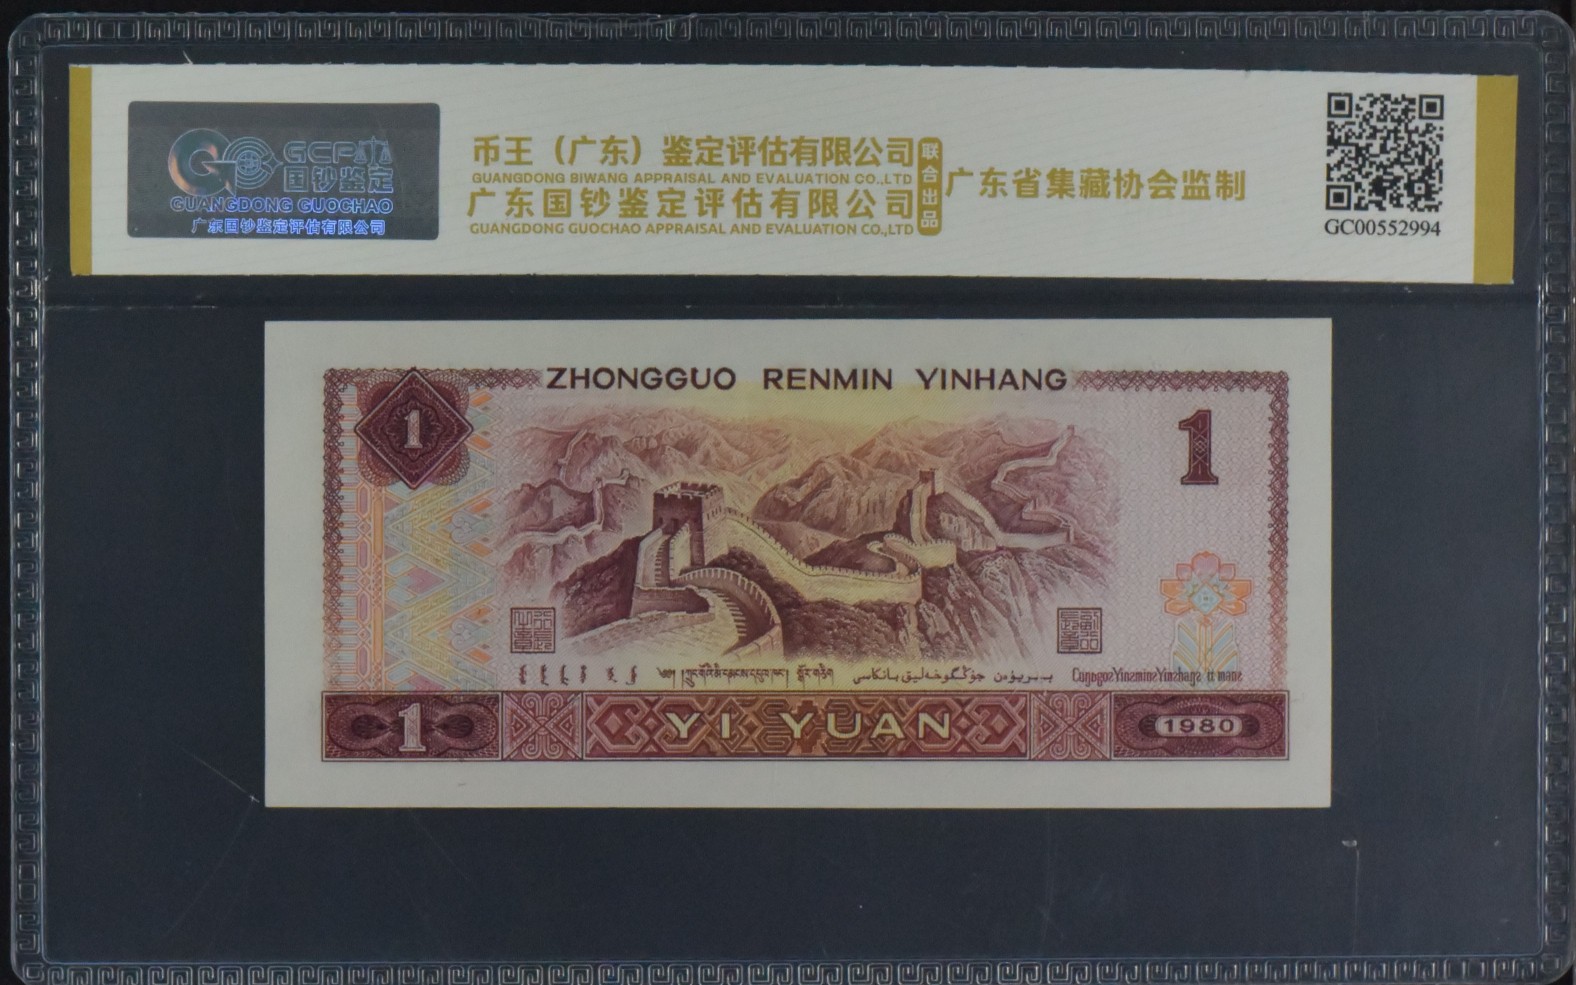 GCP
国钞鉴定
GUANGDONG GUOCHAO
广东国钞鉴定评估有限公司
币王（广东）鉴定评估有限公司
GUANGDONG BIWANG APPRAISAL AND EVALUATION CO.,LTD
广东国钞鉴定评估有限公司
GUANGDONG GUOCHAO APPRAISAL AND EVALUATION CO.,LTD
联合出品
广东省集藏协会监制
GC00552994
ZHONGGUO RENMIN YINHANG
1
1
CuŋƨgozYinzminzYinzhaŋz it manz
1
YI YUAN
1980